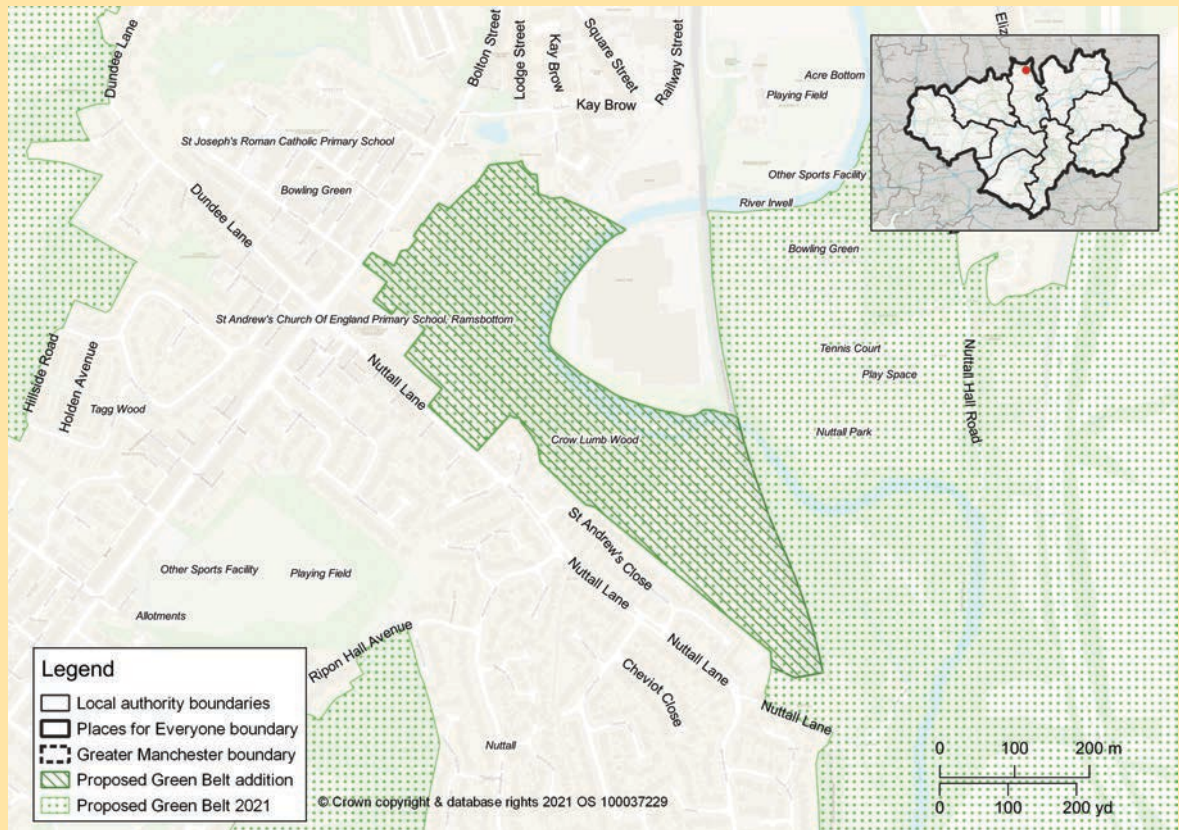 Dundee Lane
Bolton Street
Lodge Street
Kay Brow
Square Street
Railway Street
Kay Brow
Acre Bottom
Playing Field
Eliz
St Joseph's Roman Catholic Primary School
Bowling Green
Dundee Lane
Other Sports Facility
River Irwell
Bowling Green
St Andrew's Church Of England Primary School, Ramsbottom
Hillside Road
Holden Avenue
Tagg Wood
Nuttall Lane
Tennis Court
Play Space
Nuttall Hall Road
Nuttall Park
Crow Lumb Wood
St Andrew's Close
Nuttall Lane
Other Sports Facility
Playing Field
Allotments
Ripon Hall Avenue
Nuttall Lane
Cheviot Close
Nuttall Lane
Nuttall
Legend
Local authority boundaries
Places for Everyone boundary
Greater Manchester boundary
Proposed Green Belt addition
Proposed Green Belt 2021
© Crown copyright & database rights 2021 OS 100037229
0 100 200 m
0 100 200 yd